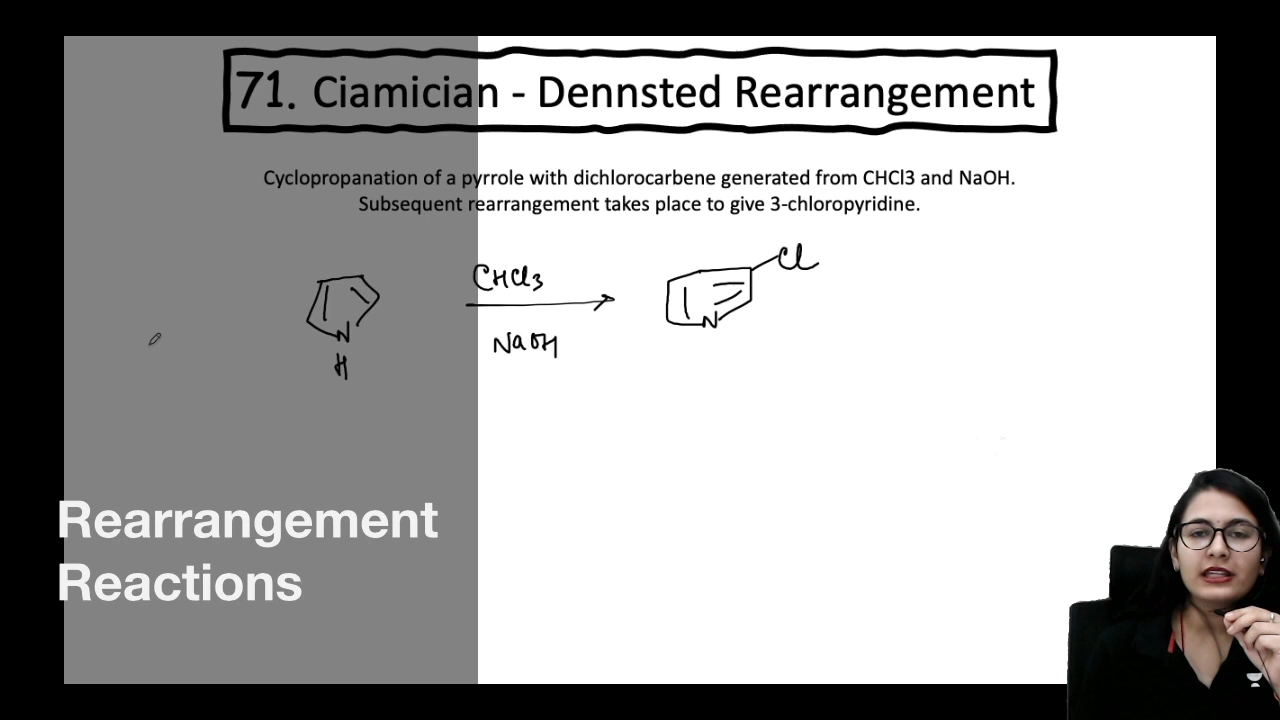 71. Ciamician - Dennsted Rearrangement
Cyclopropanation of a pyrrole with dichlorocarbene generated from CHCl3 and NaOH.
Subsequent rearrangement takes place to give 3-chloropyridine.
CHCl3
Cl
N
H
NaOH
N
Rearrangement
Reactions